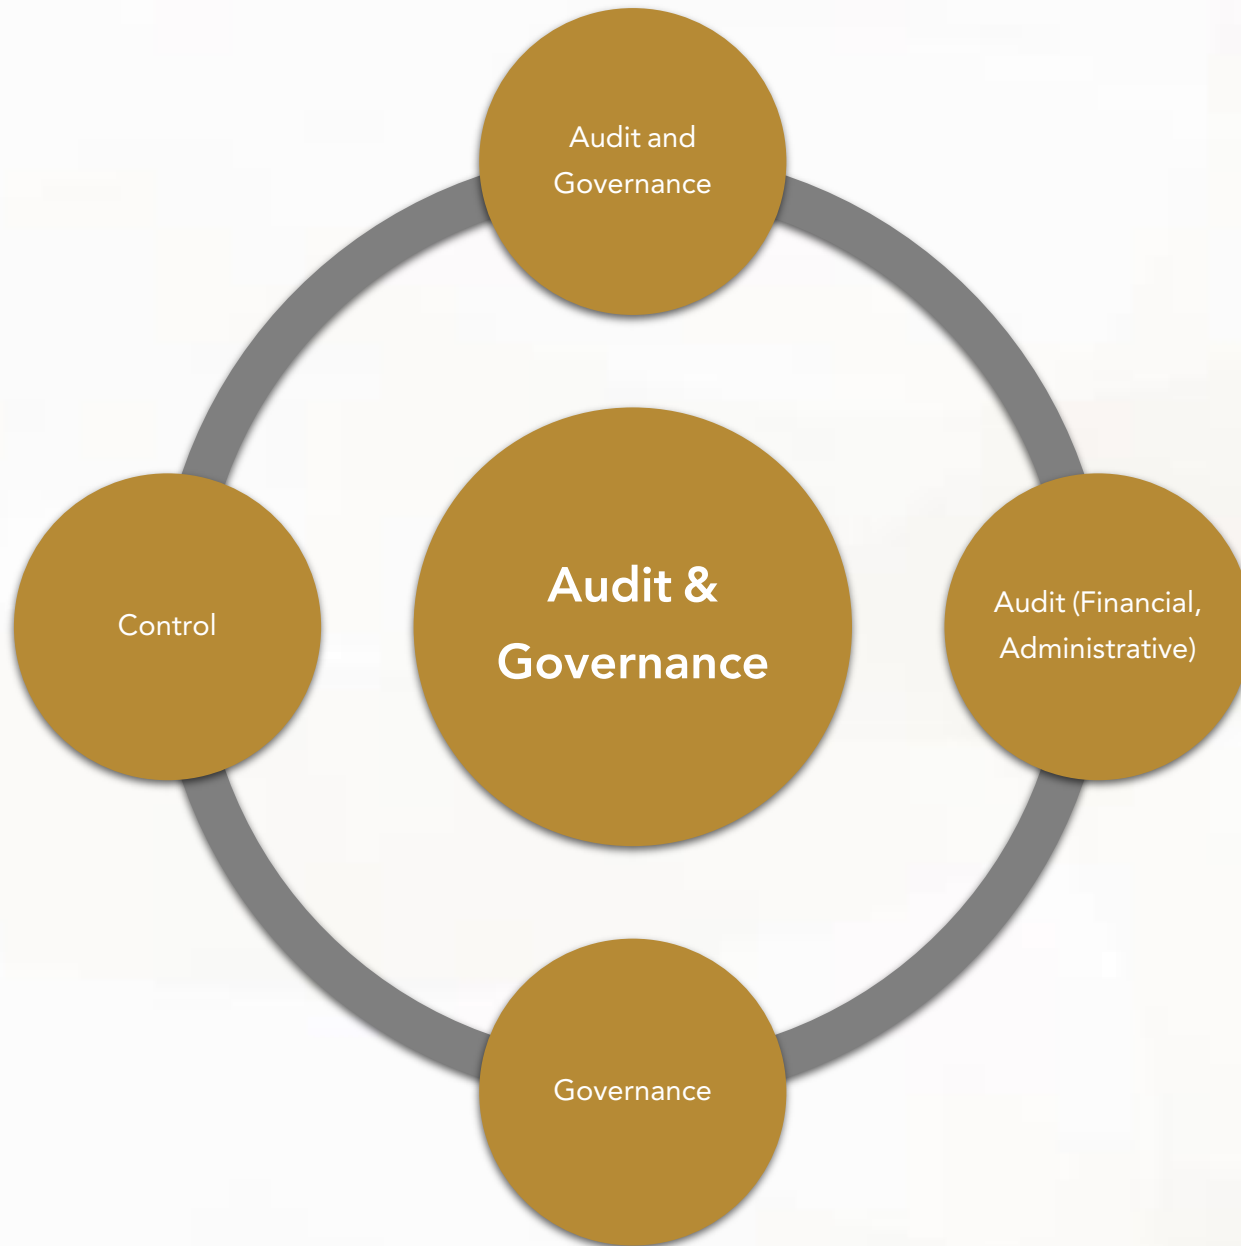 Audit and
Governance
Audit &
Governance
Control
Audit (Financial,
Administrative)
Governance